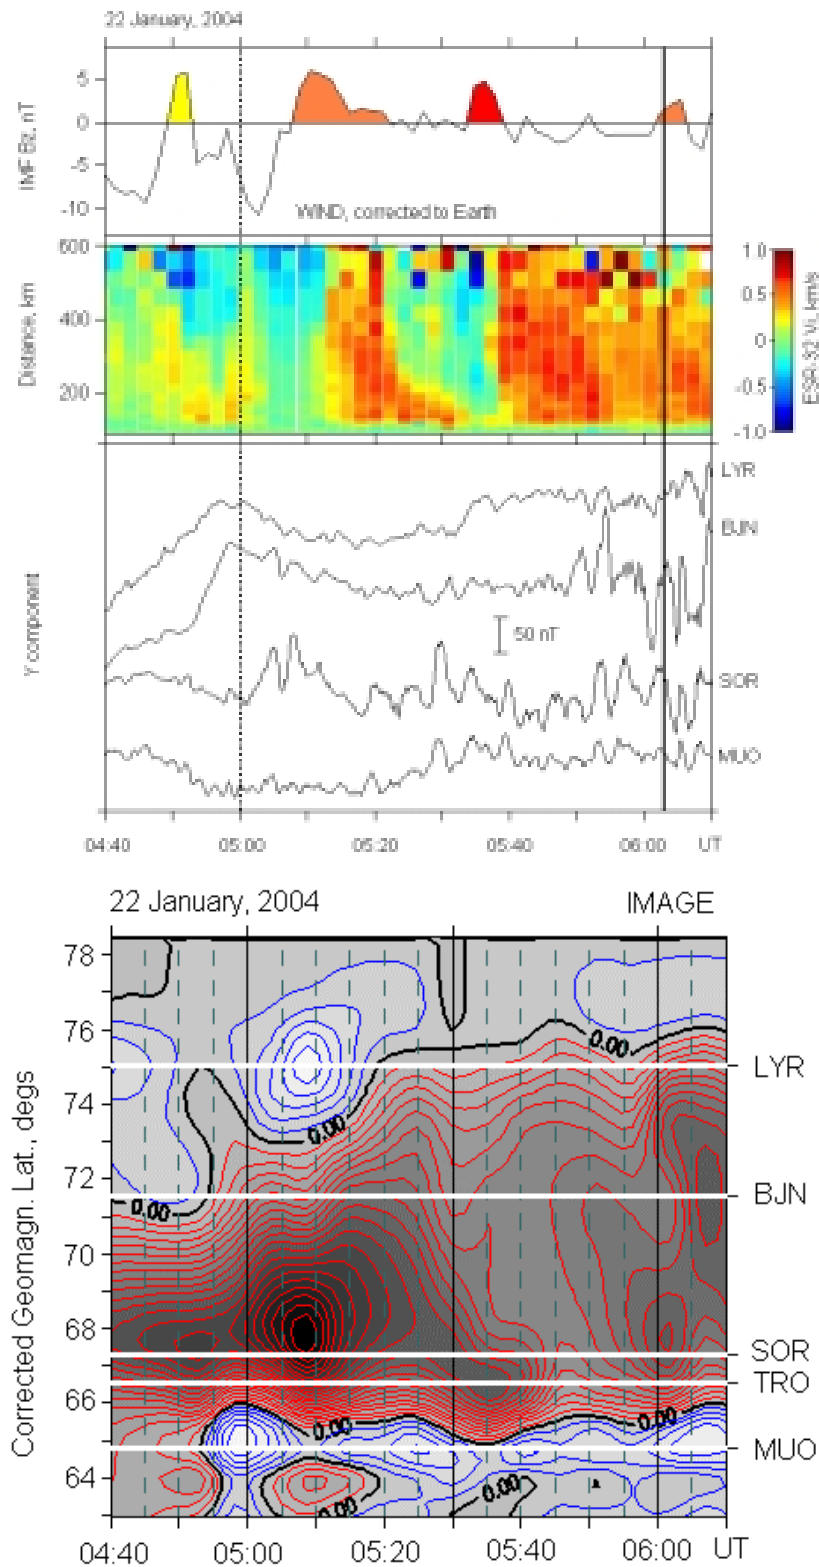 22 January, 2004
IMF Bz, nT
5
0
-5
-10
WIND, corrected to Earth
Distance, km
600
400
200
1.0
0.5
0
-0.5
-1.0
ESR-32 Vi, km/s
Y component
LYR
BJN
50 nT
SOR
MUO
04:40 05:00 05:20 05:40 06:00 UT
22 January, 2004 IMAGE
Corrected Geomagn. Lat., degs
78
76
0.00
LYR
74
0.00
72
BJN
0.00
70
68
SOR
TRO
66
0.00 0.00
MUO
64
0.00
0.00
04:40 05:00 05:20 05:40 06:00 UT